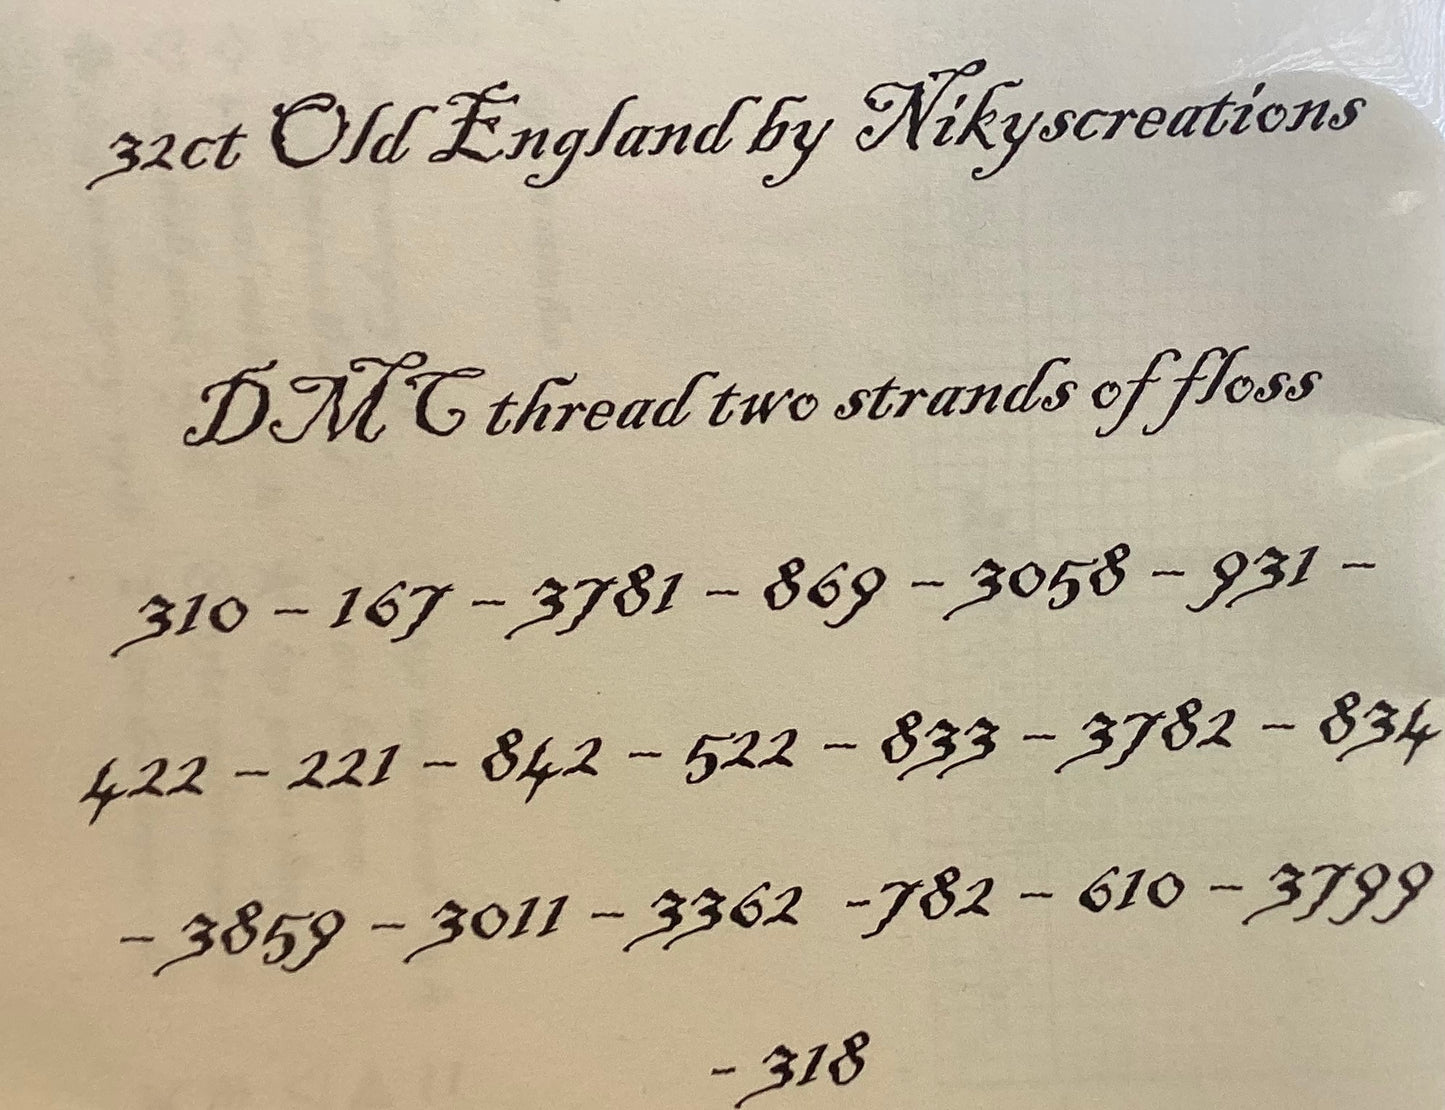 32ct Old England by Nikyscreations
DMC thread two strands of floss
310 - 167 - 3781 - 869 - 3058 - 931 -
422 - 221 - 842 - 522 - 833 - 3782 - 834
- 3859 - 3011 - 3362 -782 - 610 - 3799
- 318